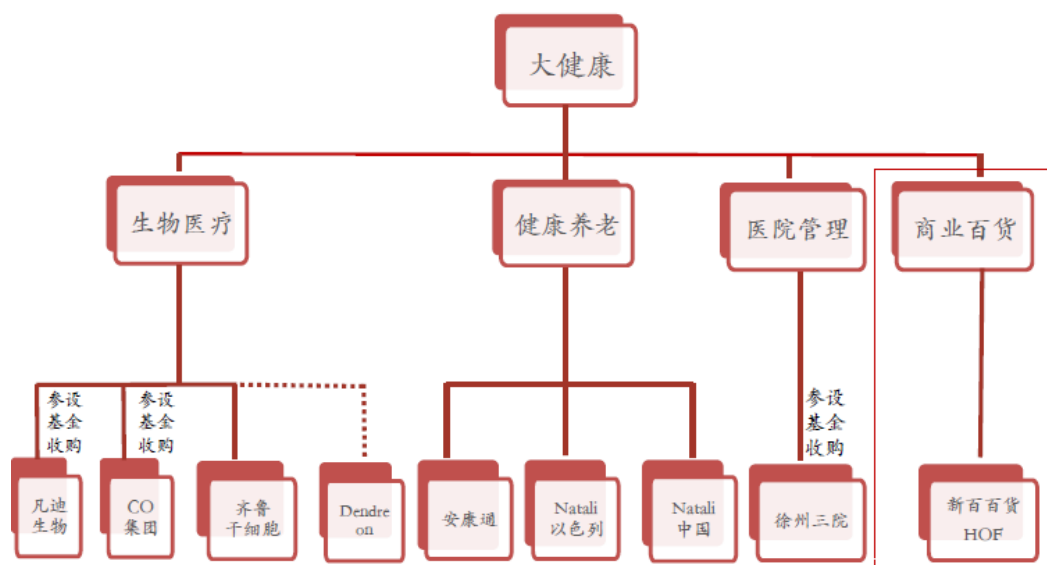 大健康
生物医疗
健康养老
医院管理
商业百货
参设
基金
收购
参设
基金
收购
参设
基金
收购
凡迪
生物
CO
集团
齐鲁
干细胞
Dendre
on
安康通
Natali
以色列
Natali
中国
徐州三院
新百百货
HOF